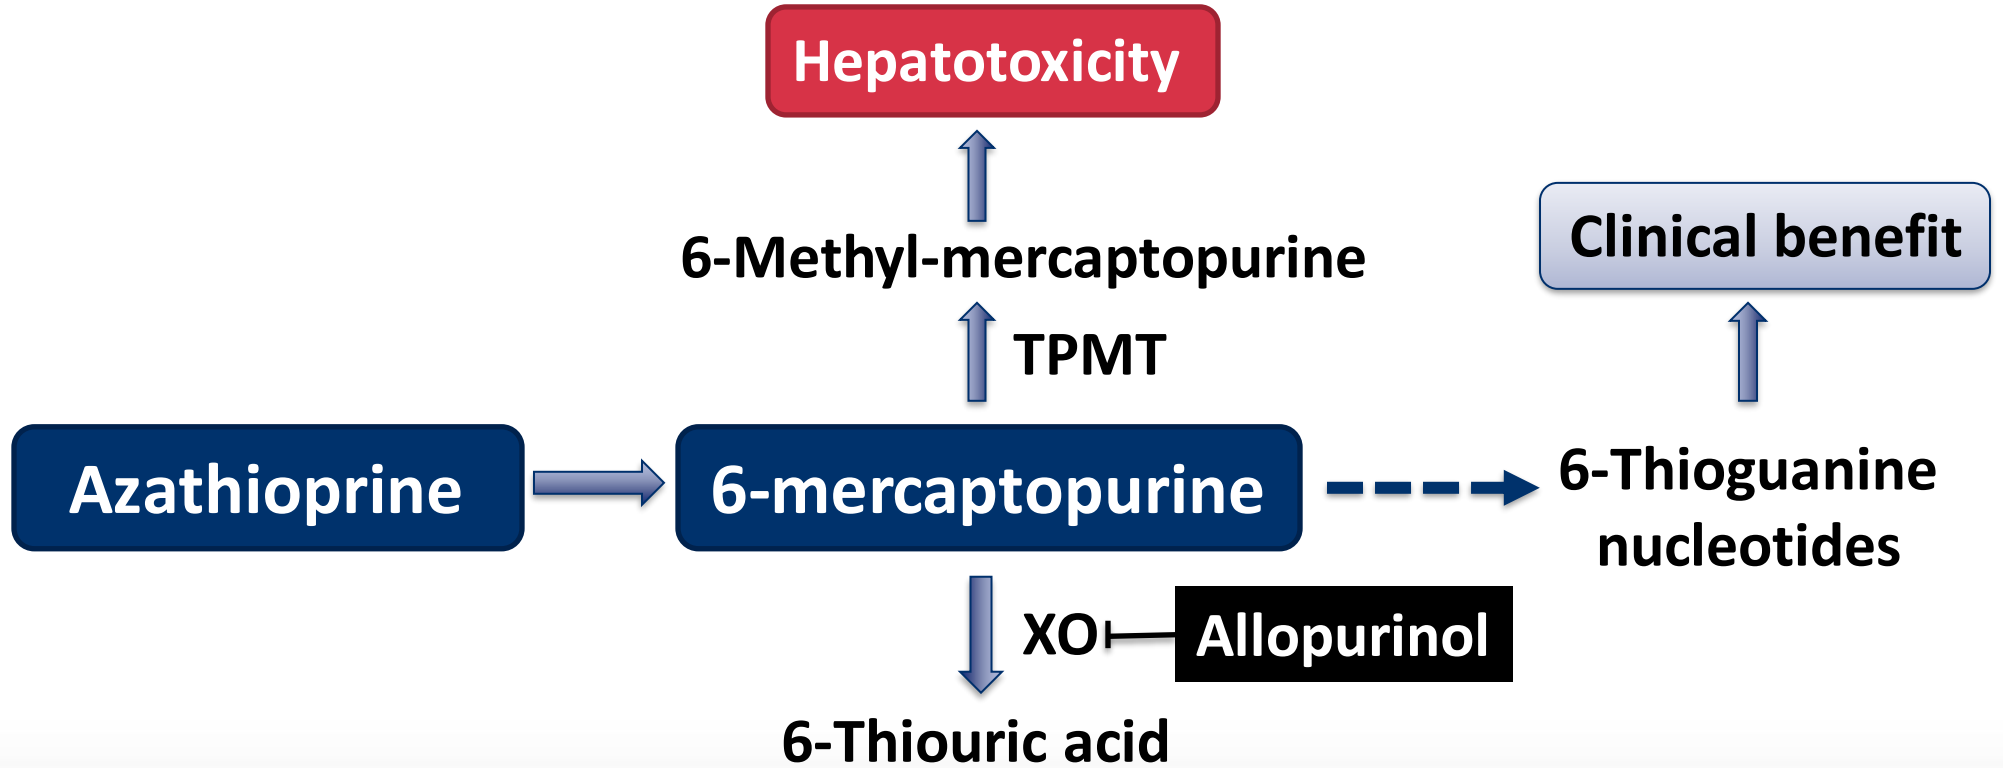 Hepatotoxicity
Clinical benefit
6-Methyl-mercaptopurine
TPMT
Azathioprine
6-mercaptopurine
6-Thioguanine
nucleotides
XO
Allopurinol
6-Thiouric acid